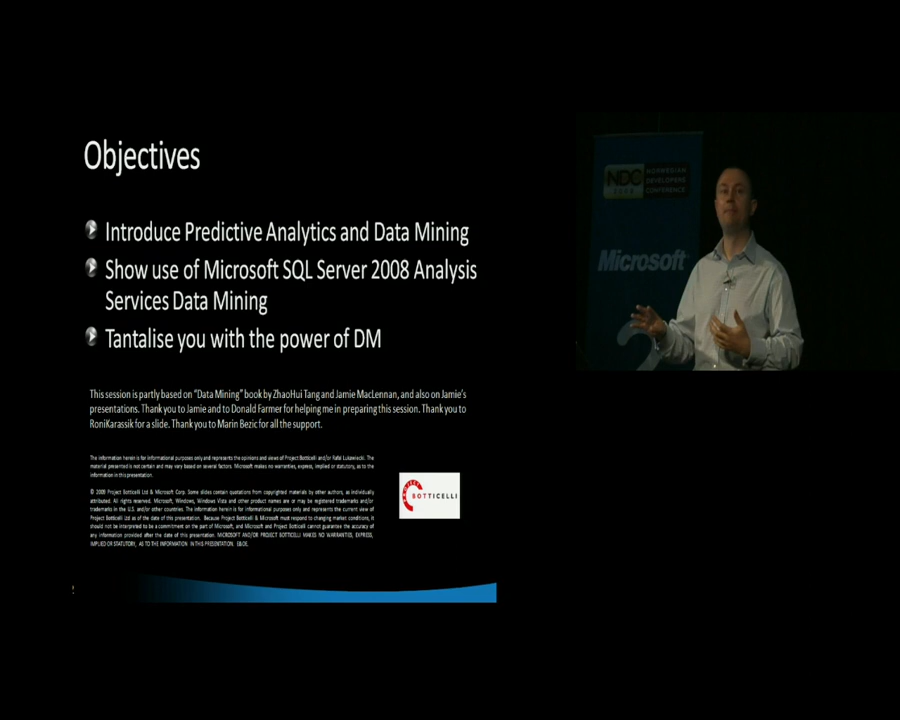 Objectives
Introduce Predictive Analytics and Data Mining
Show use of Microsoft SQL Server 2008 Analysis
Services Data Mining
Tantalise you with the power of DM
This session is partly based on "Data Mining" book by ZhaoHui Tang and Jamie MacLennan, and also on Jamie's
presentations. Thank you to Jamie and to Donald Farmer for helping me in preparing this session. Thank you to
RoniKarassik for a slide. Thank you to Marin Bezic for all the support.
The information herein is for informational purposes only and represents the opinions and views of Project Botticelli and/or Rafal Lukawiecki. The
material presented is not certain and may vary based on several factors. Microsoft makes no warranties, express, implied or statutory, as to the
information in this presentation.
© 2009 Project Botticelli Ltd & Microsoft Corp. Some slides contain quotations from copyrighted materials by other authors, as individually
attributed. All rights reserved. Microsoft, Windows, Windows Vista and other product names are or may be registered trademarks and/or
trademarks in the U.S. and/or other countries. The information herein is for informational purposes only and represents the current view of
Project Botticelli Ltd as of the date of this presentation. Because Project Botticelli & Microsoft must respond to changing market conditions, it
should not be interpreted to be a commitment on the part of Microsoft, and Microsoft and Project Botticelli cannot guarantee the accuracy of
any information provided after the date of this presentation. MICROSOFT AND/OR PROJECT BOTTICELLI MAKES NO WARRANTIES, EXPRESS,
IMPLIED OR STATUTORY, AS TO THE INFORMATION IN THIS PRESENTATION. E&OE.
PROJECT
BOTTICELLI
NDC
2009
NORWEGIAN
DEVELOPERS
CONFERENCE
Microsoft
2